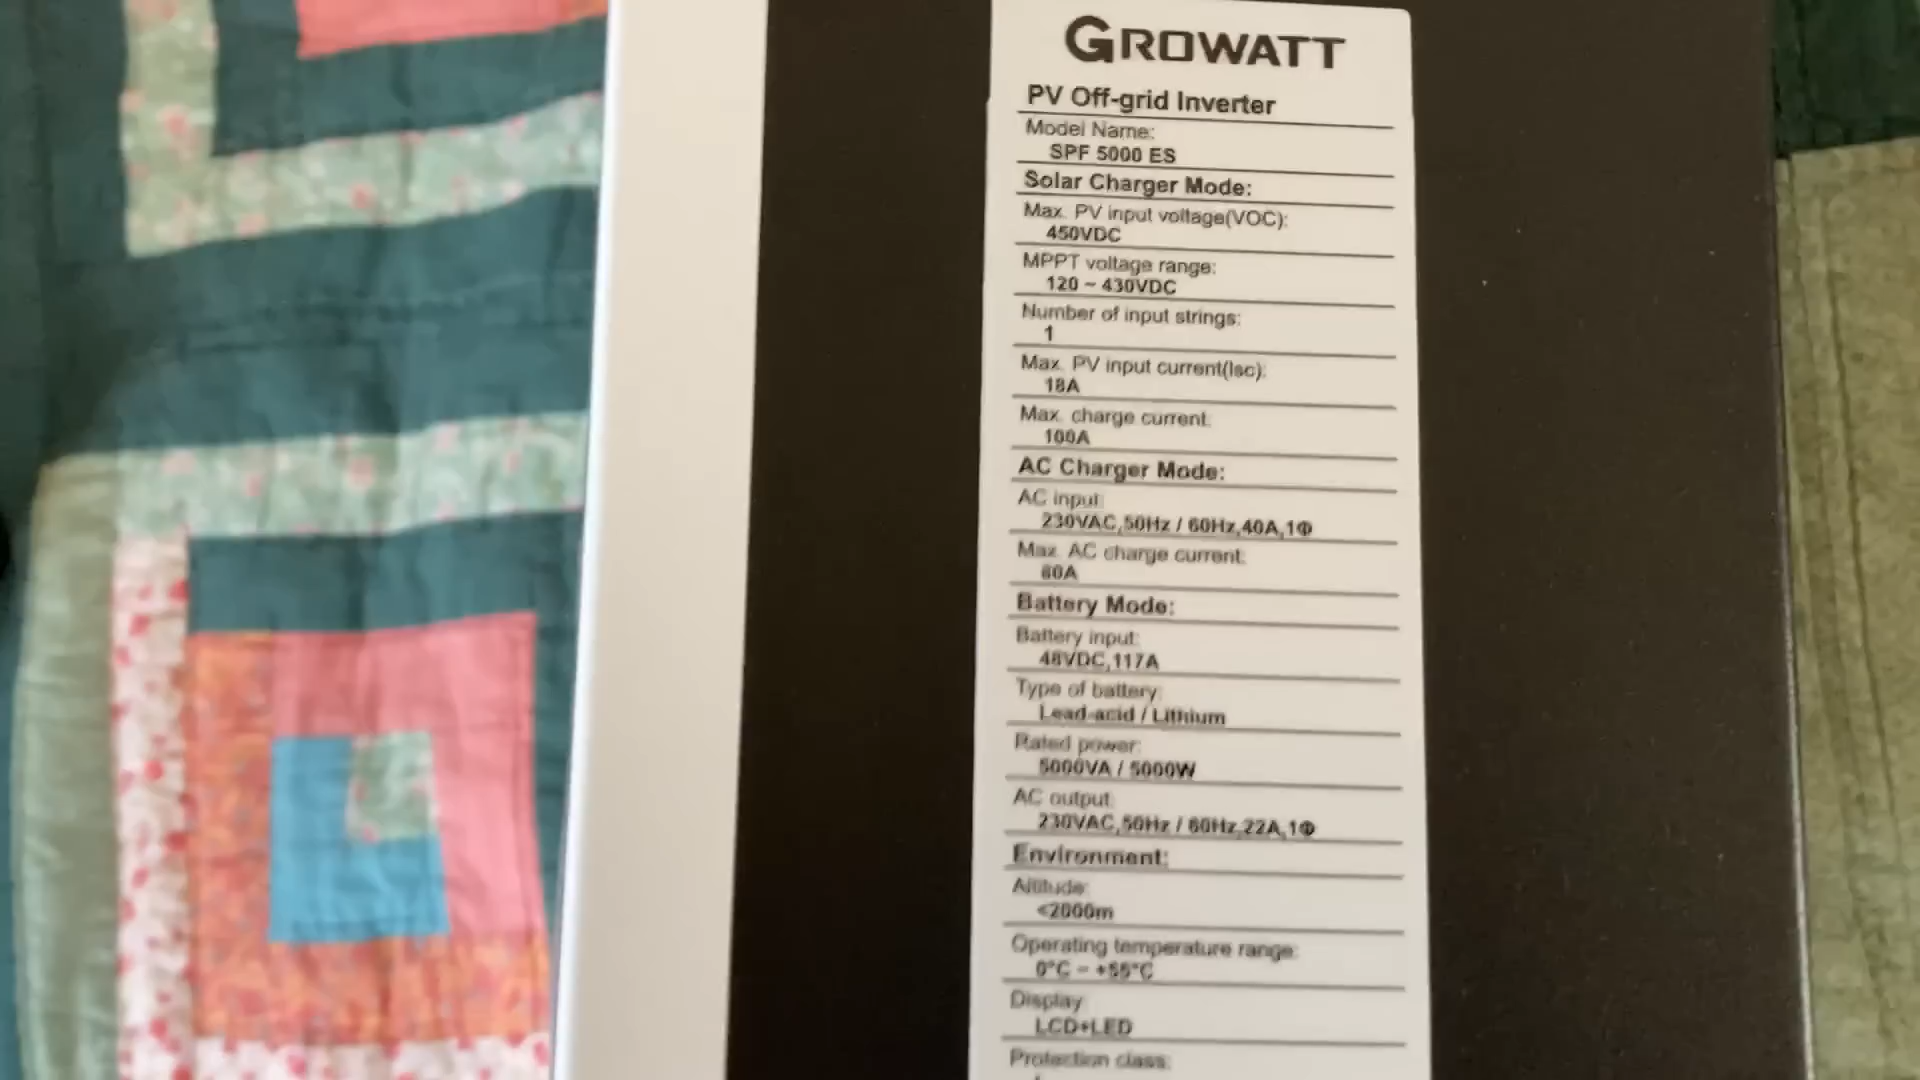 GROWATT
PV Off-grid Inverter
Model Name:
SPF 5000 ES
Solar Charger Mode:
Max. PV input voltage(VOC):
450VDC
MPPT voltage range:
120 ~ 430VDC
Number of input strings:
1
Max. PV input current(Isc):
18A
Max. charge current:
100A
AC Charger Mode:
AC input:
230VAC,50Hz / 60Hz,40A,1Φ
Max. AC charge current:
Battery Mode:
Battery input:
48VDC,117A
Type of battery:
Lead-acid / Lithium
Rated power:
5000VA / 5000W
AC output:
230VAC,50Hz / 60Hz,22A,1Φ
Environment:
Altitude:
<2000m
Operating temperature range:
0°C ~ +55°C
Display:
LCD+LED
Protection class: